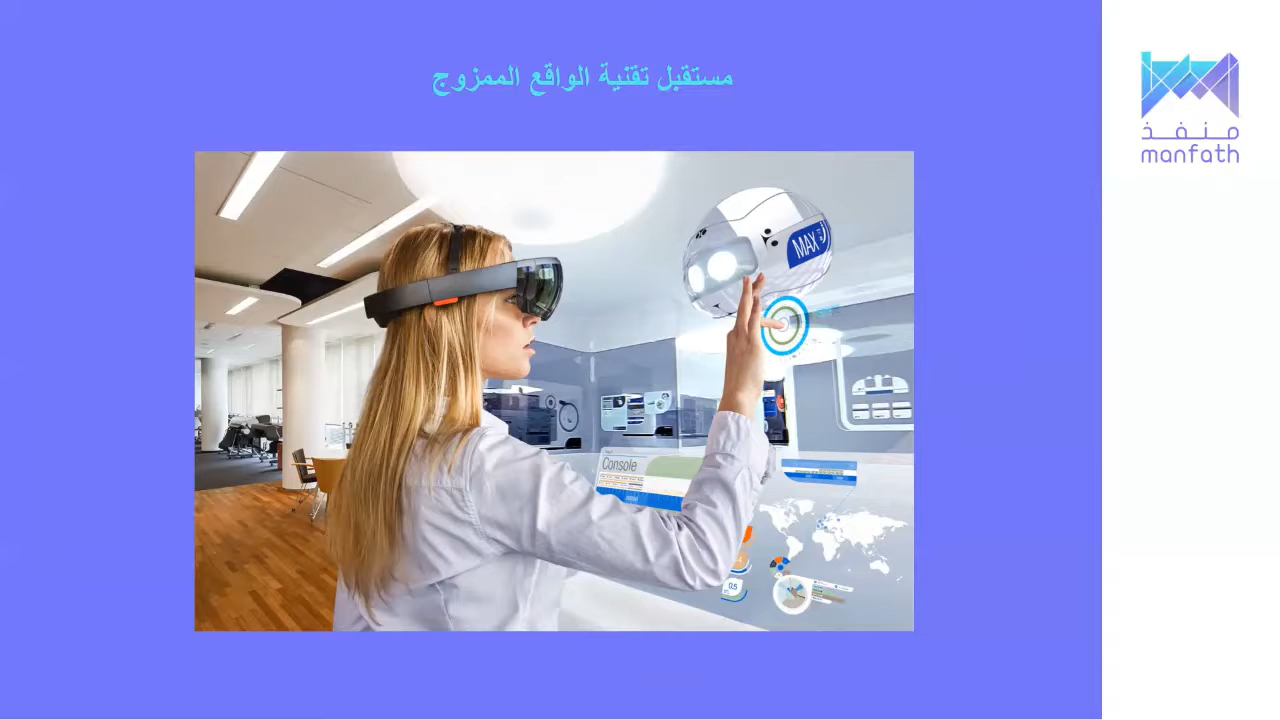 مستقبل تقنية الواقع الممزوج
منفذ
manfath
MAX
Console
0.5